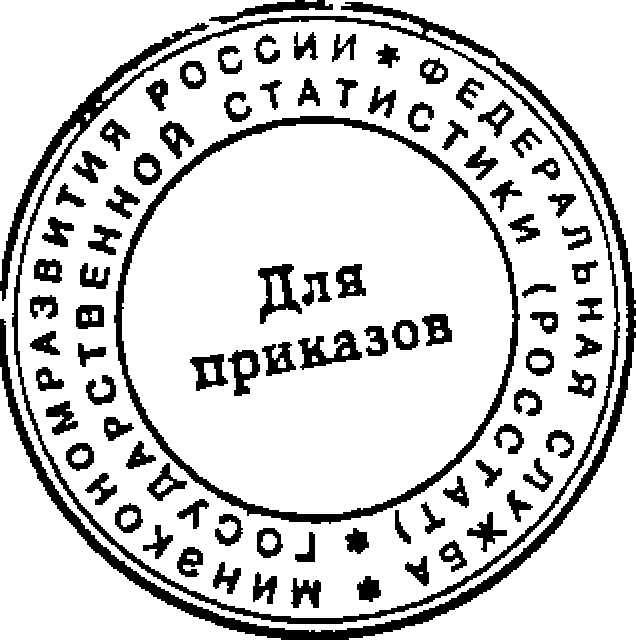 МИНЭКОНОМРАЗВИТИЯ РОССИИ * ФЕДЕРАЛЬНАЯ СЛУЖБА *
ГОСУДАРСТВЕННОЙ СТАТИСТИКИ (РОССТАТ) *
Для
приказов